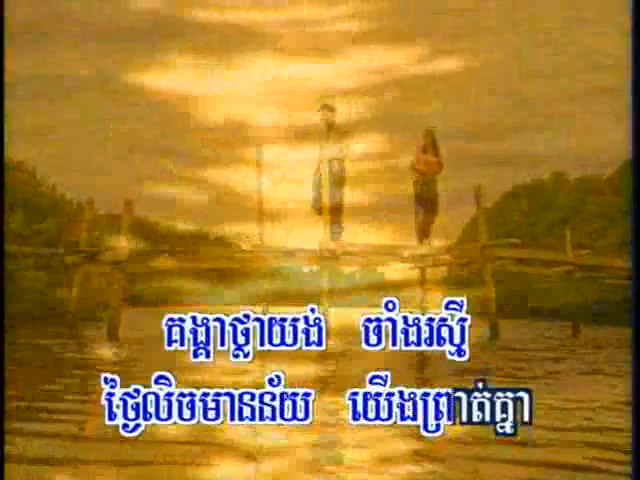 គង្គាថ្លាយង់ ចាំងរស្មី
ថ្ងៃលិចមានន័យ យើងព្រាត់គ្នា